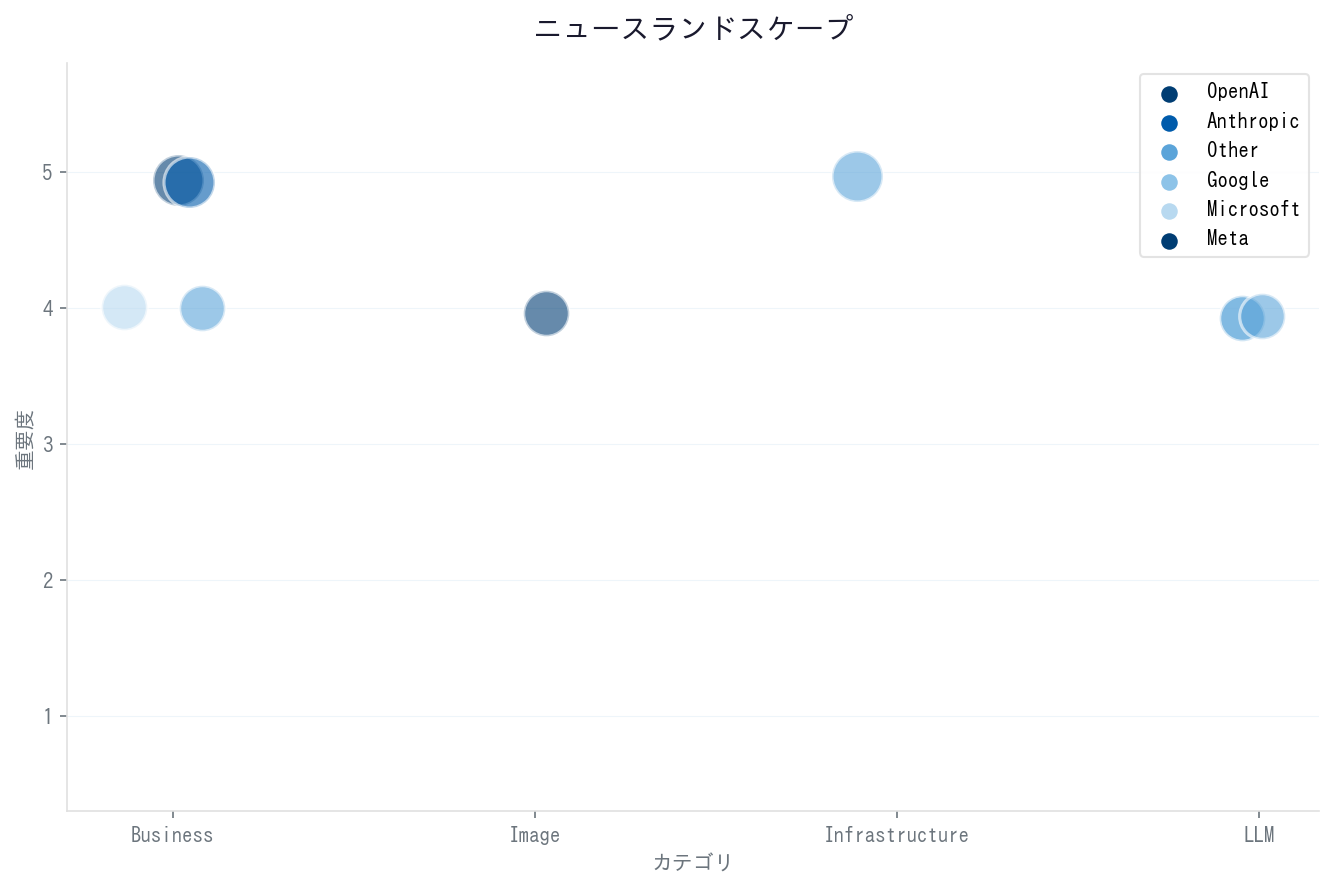 ニュースランドスケープ
OpenAI
Anthropic
Other
Google
Microsoft
Meta
5
4
3
2
1
重要度
Business
Image
Infrastructure
LLM
カテゴリ